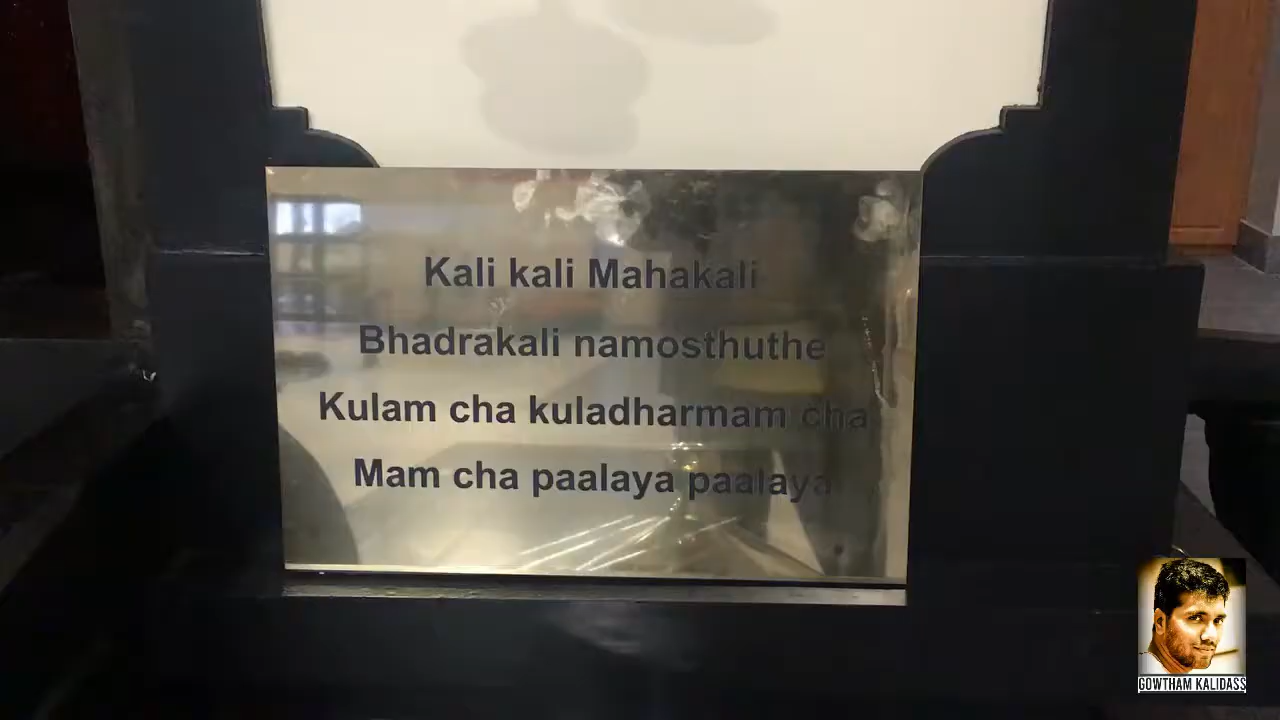 Kali kali Mahakali
Bhadrakali namosthuthe
Kulam cha kuladharmam cha
Mam cha paalaya paalaya
GOWTHAM KALIDASS